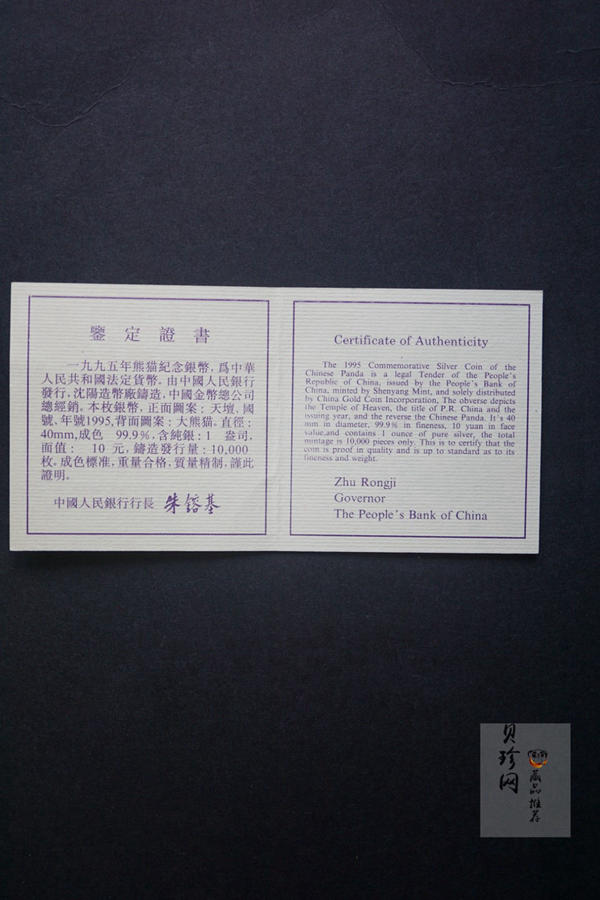 鑒定證書
一九九五年熊猫紀念銀幣，爲中華
人民共和國法定貨幣。由中國人民銀行
發行，沈陽造幣廠鑄造，中國金幣總公司
總經銷。本枚銀幣，正面圖案：天壇、國
號、年號1995，背面圖案：大熊猫。直徑：
40mm，成色 99.9%，含純銀：1 盎司，
面值： 10 元，鑄造發行量：10,000
枚。成色標准，重量合格，質量精制，謹此
證明。
中國人民銀行行長 朱鎔基
Certificate of Authenticity
The 1995 Commemorative Silver Coin of the
Chinese Panda is a legal Tender of the People's
Republic of China, issued by the People's Bank of
China, minted by Shenyang Mint, and solely distributed
by China Gold Coin Incorporation, The obverse depicts
the Temple of Heaven, the title of P.R. China and the
issuing year, and the reverse the Chinese Panda. It's 40
mm in diameter, 99.9% in fineness, 10 yuan in face
value,and contains 1 ounce of pure silver, the total
mintage is 10,000 pieces only. This is to certify that the
coin is proof in quality and is up to standard as to its
fineness and weight.
Zhu Rongji
Governor
The People's Bank of China
贝珍网
藏品推荐